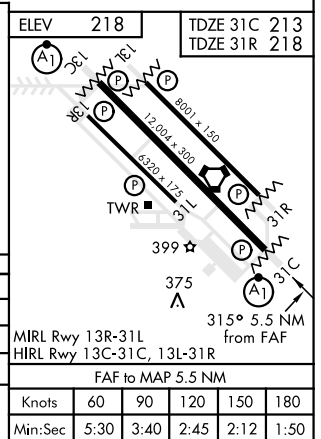 ELEV 218
TDZE 31C 213
TDZE 31R 218
A1
13C
13L
P
P
13R
P
8001 x 150
12,004 x 300
6320 x 175
P
P
TWR
31L
31R
399
P
31C
375
A1
315° 5.5 NM
from FAF
MIRL Rwy 13R-31L
HIRL Rwy 13C-31C, 13L-31R
FAF to MAP 5.5 NM
Knots 60 90 120 150 180
Min:Sec 5:30 3:40 2:45 2:12 1:50